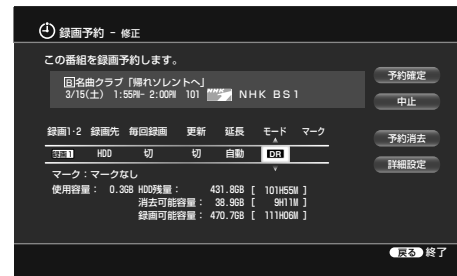 録画予約 - 修正
この番組を録画予約します。
回名曲クラブ「帰れソレントへ」
3/15(土) 1:55PM- 2:00PM 101 NHK NHK BS1
予約確定
中止
予約消去
詳細設定
録画1･2 録画先 毎回録画 更新 延長 モード マーク
録画1 HDD 切 切 自動 DR
マーク：マークなし
使用容量： 0.3GB HDD残量： 431.8GB [ 101H55M ]
消去可能容量： 38.9GB [ 9H11M ]
録画可能容量： 470.7GB [ 111H06M ]
戻る 終了